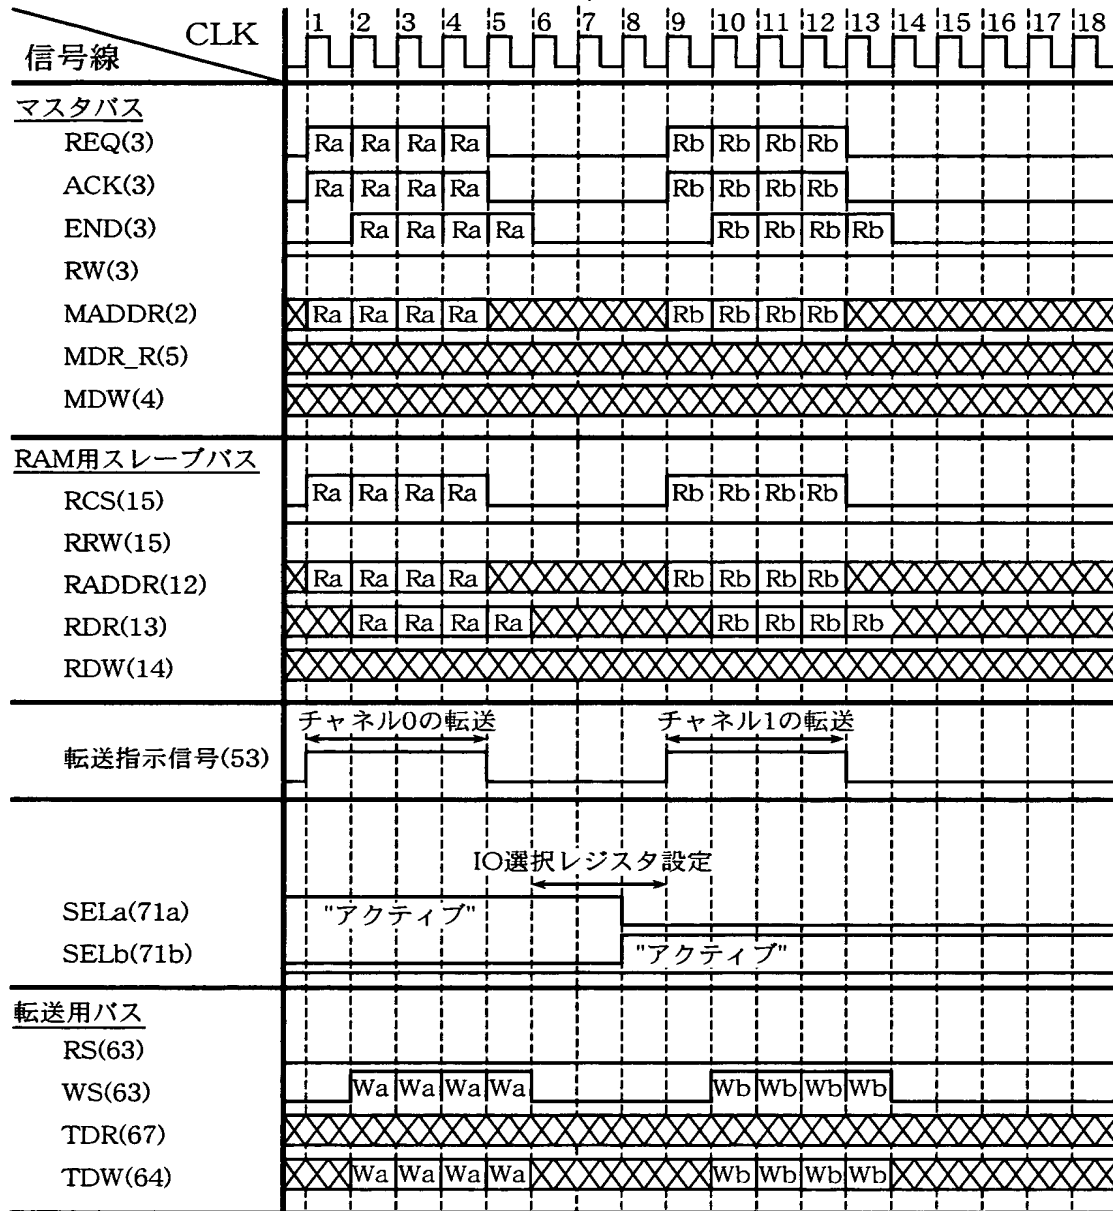 CLK
信号線
1 2 3 4 5 6 7 8 9 10 11 12 13 14 15 16 17 18
マスタバス
REQ(3) Ra Ra Ra Ra Rb Rb Rb Rb
ACK(3) Ra Ra Ra Ra Rb Rb Rb Rb
END(3) Ra Ra Ra Ra Rb Rb Rb Rb
RW(3)
MADDR(2) Ra Ra Ra Ra Rb Rb Rb Rb
MDR_R(5)
MDW(4)
RAM用スレーブバス
RCS(15) Ra Ra Ra Ra Rb Rb Rb Rb
RRW(15)
RADDR(12) Ra Ra Ra Ra Rb Rb Rb Rb
RDR(13) Ra Ra Ra Ra Rb Rb Rb Rb
RDW(14)
チャネル0の転送 チャネル1の転送
転送指示信号(53)
IO選択レジスタ設定
SELa(71a) "アクティブ"
SELb(71b) "アクティブ"
転送用バス
RS(63)
WS(63) Wa Wa Wa Wa Wb Wb Wb Wb
TDR(67)
TDW(64) Wa Wa Wa Wa Wb Wb Wb Wb